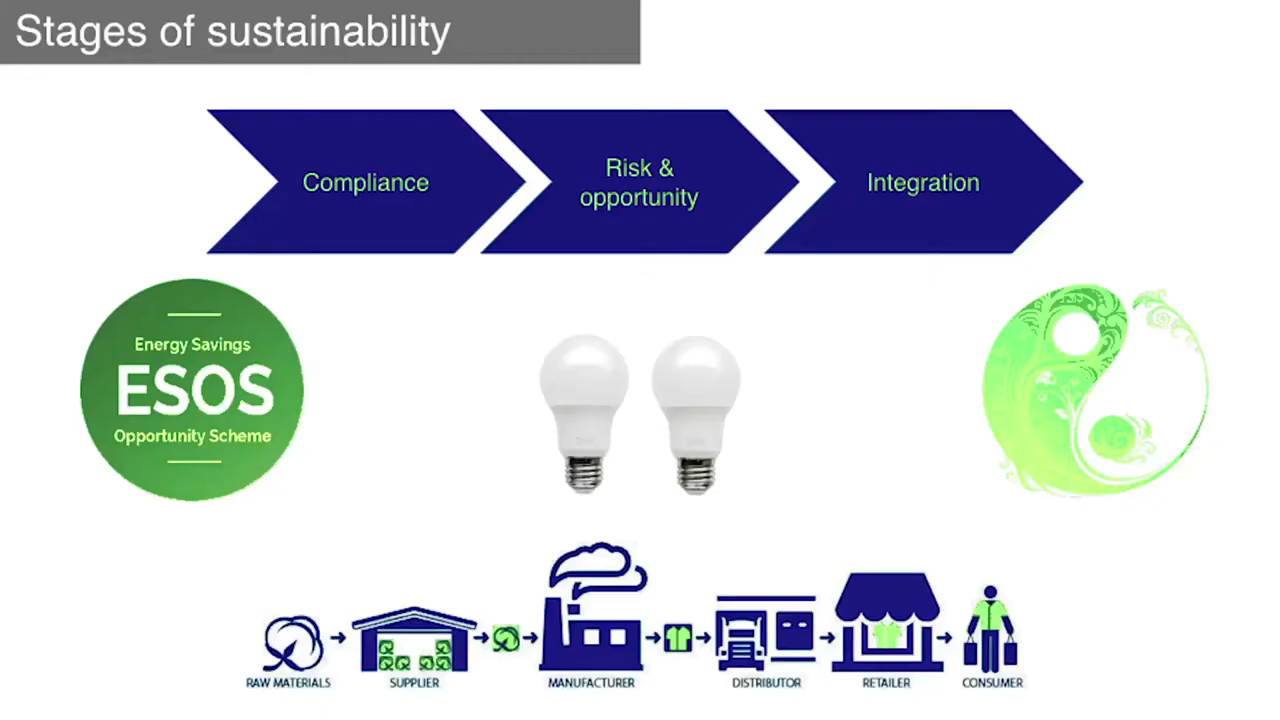 Stages of sustainability
Compliance
Risk &
opportunity
Integration
Energy Savings
ESOS
Opportunity Scheme
RAW MATERIALS
SUPPLIER
MANUFACTURER
DISTRIBUTOR
RETAILER
CONSUMER